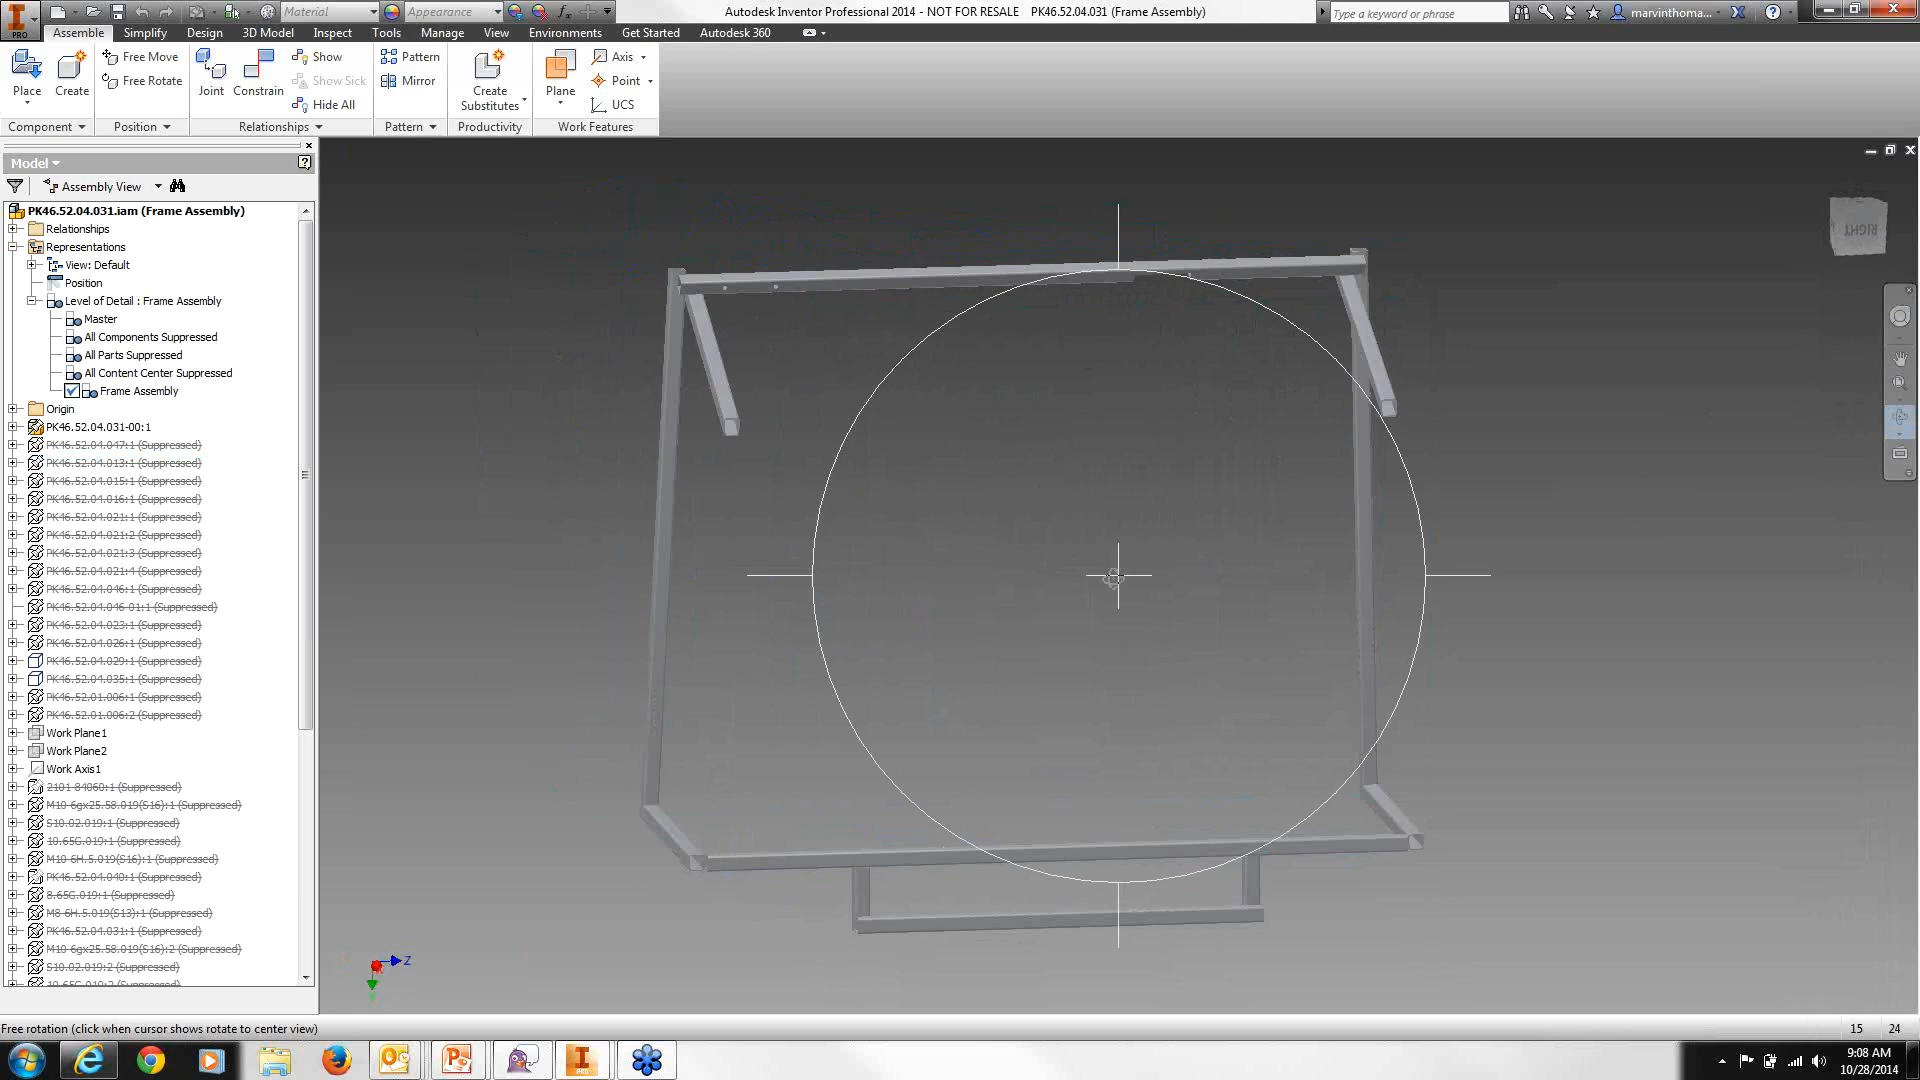 Material
Appearance
Autodesk Inventor Professional 2014 - NOT FOR RESALE PK46.52.04.031 (Frame Assembly)
Type a keyword or phrase
marvinthoma...
PRO
Assemble Simplify Design 3D Model Inspect Tools Manage View Environments Get Started Autodesk 360
Place
Create
Free Move
Free Rotate
Joint
Constrain
Show
Show Sick
Hide All
Pattern
Mirror
Create Substitutes
Plane
Axis
Point
UCS
Component Position Relationships Pattern Productivity Work Features
Model
Assembly View
PK46.52.04.031.iam (Frame Assembly)
Relationships
Representations
View: Default
Position
Level of Detail : Frame Assembly
Master
All Components Suppressed
All Parts Suppressed
All Content Center Suppressed
Frame Assembly
Origin
PK46.52.04.031-00:1
PK46.52.04.047:1 (Suppressed)
PK46.52.04.013:1 (Suppressed)
PK46.52.04.015:1 (Suppressed)
PK46.52.04.016:1 (Suppressed)
PK46.52.04.021:1 (Suppressed)
PK46.52.04.021:2 (Suppressed)
PK46.52.04.021:3 (Suppressed)
PK46.52.04.021:4 (Suppressed)
PK46.52.04.046:1 (Suppressed)
PK46.52.04.046-01:1 (Suppressed)
PK46.52.04.023:1 (Suppressed)
PK46.52.04.026:1 (Suppressed)
PK46.52.04.029:1 (Suppressed)
PK46.52.04.035:1 (Suppressed)
PK46.52.01.006:1 (Suppressed)
PK46.52.01.006:2 (Suppressed)
Work Plane1
Work Plane2
Work Axis1
2101-84060:1 (Suppressed)
M10-6gx25.58.019(S16):1 (Suppressed)
S10.02.019:1 (Suppressed)
10.65G.019:1 (Suppressed)
M10-6H.5.019(S16):1 (Suppressed)
PK46.52.04.040:1 (Suppressed)
8.65G.019:1 (Suppressed)
M8-6H.5.019(S13):1 (Suppressed)
PK46.52.04.031:1 (Suppressed)
M10-6gx25.58.019(S16):2 (Suppressed)
S10.02.019:2 (Suppressed)
10.65G.019:2 (Suppressed)
RIGHT
Z
Free rotation (click when cursor shows rotate to center view)
15 24
PRO
9:08 AM
10/28/2014